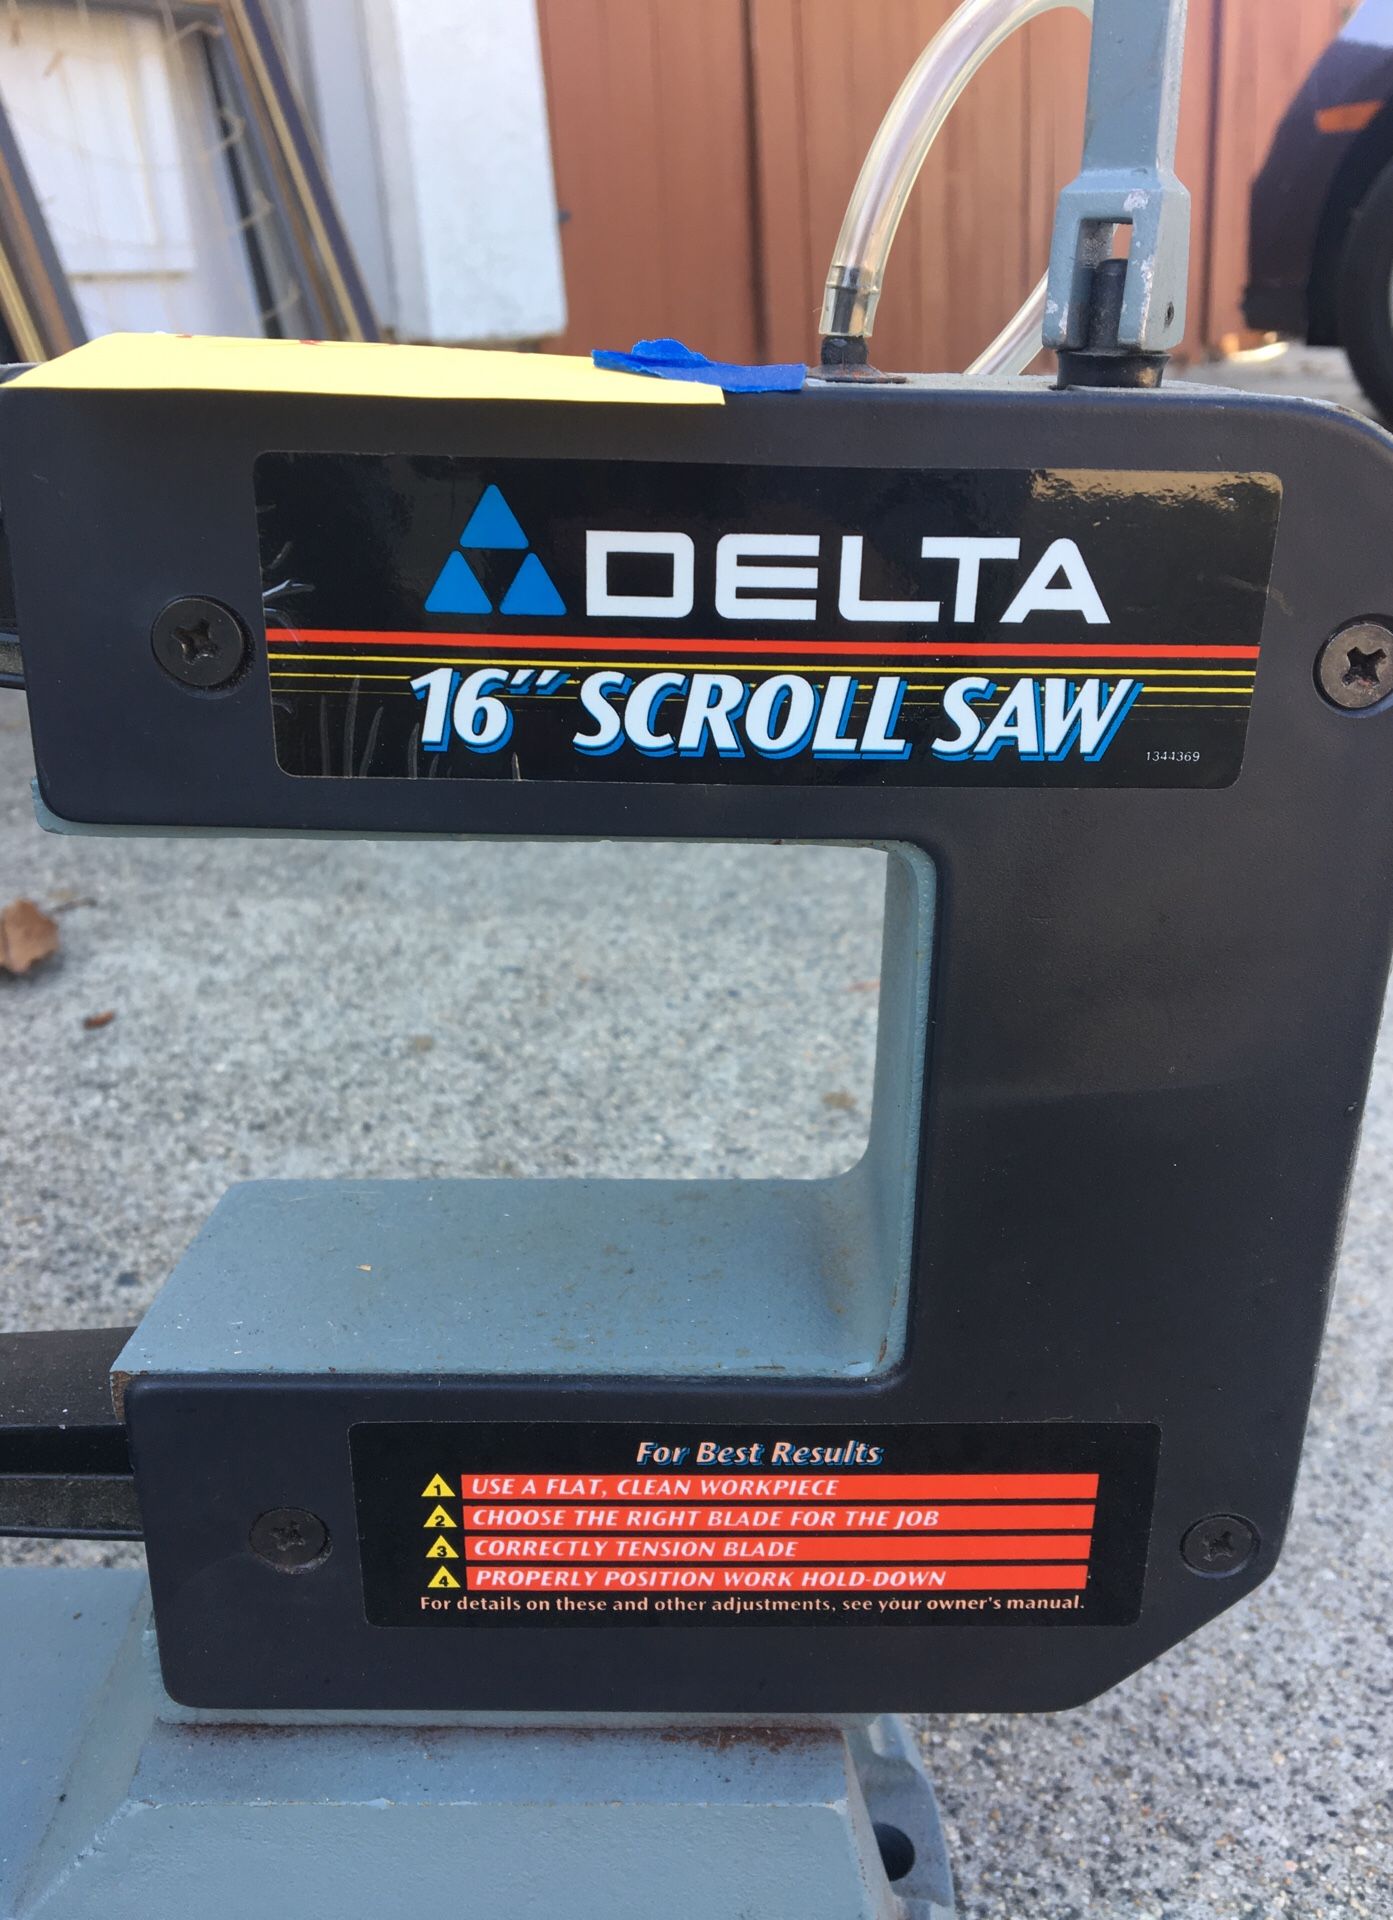 DELTA
16" SCROLL SAW
1344369
For Best Results
1 USE A FLAT, CLEAN WORKPIECE
2 CHOOSE THE RIGHT BLADE FOR THE JOB
3 CORRECTLY TENSION BLADE
4 PROPERLY POSITION WORK HOLD-DOWN
For details on these and other adjustments, see your owner's manual.